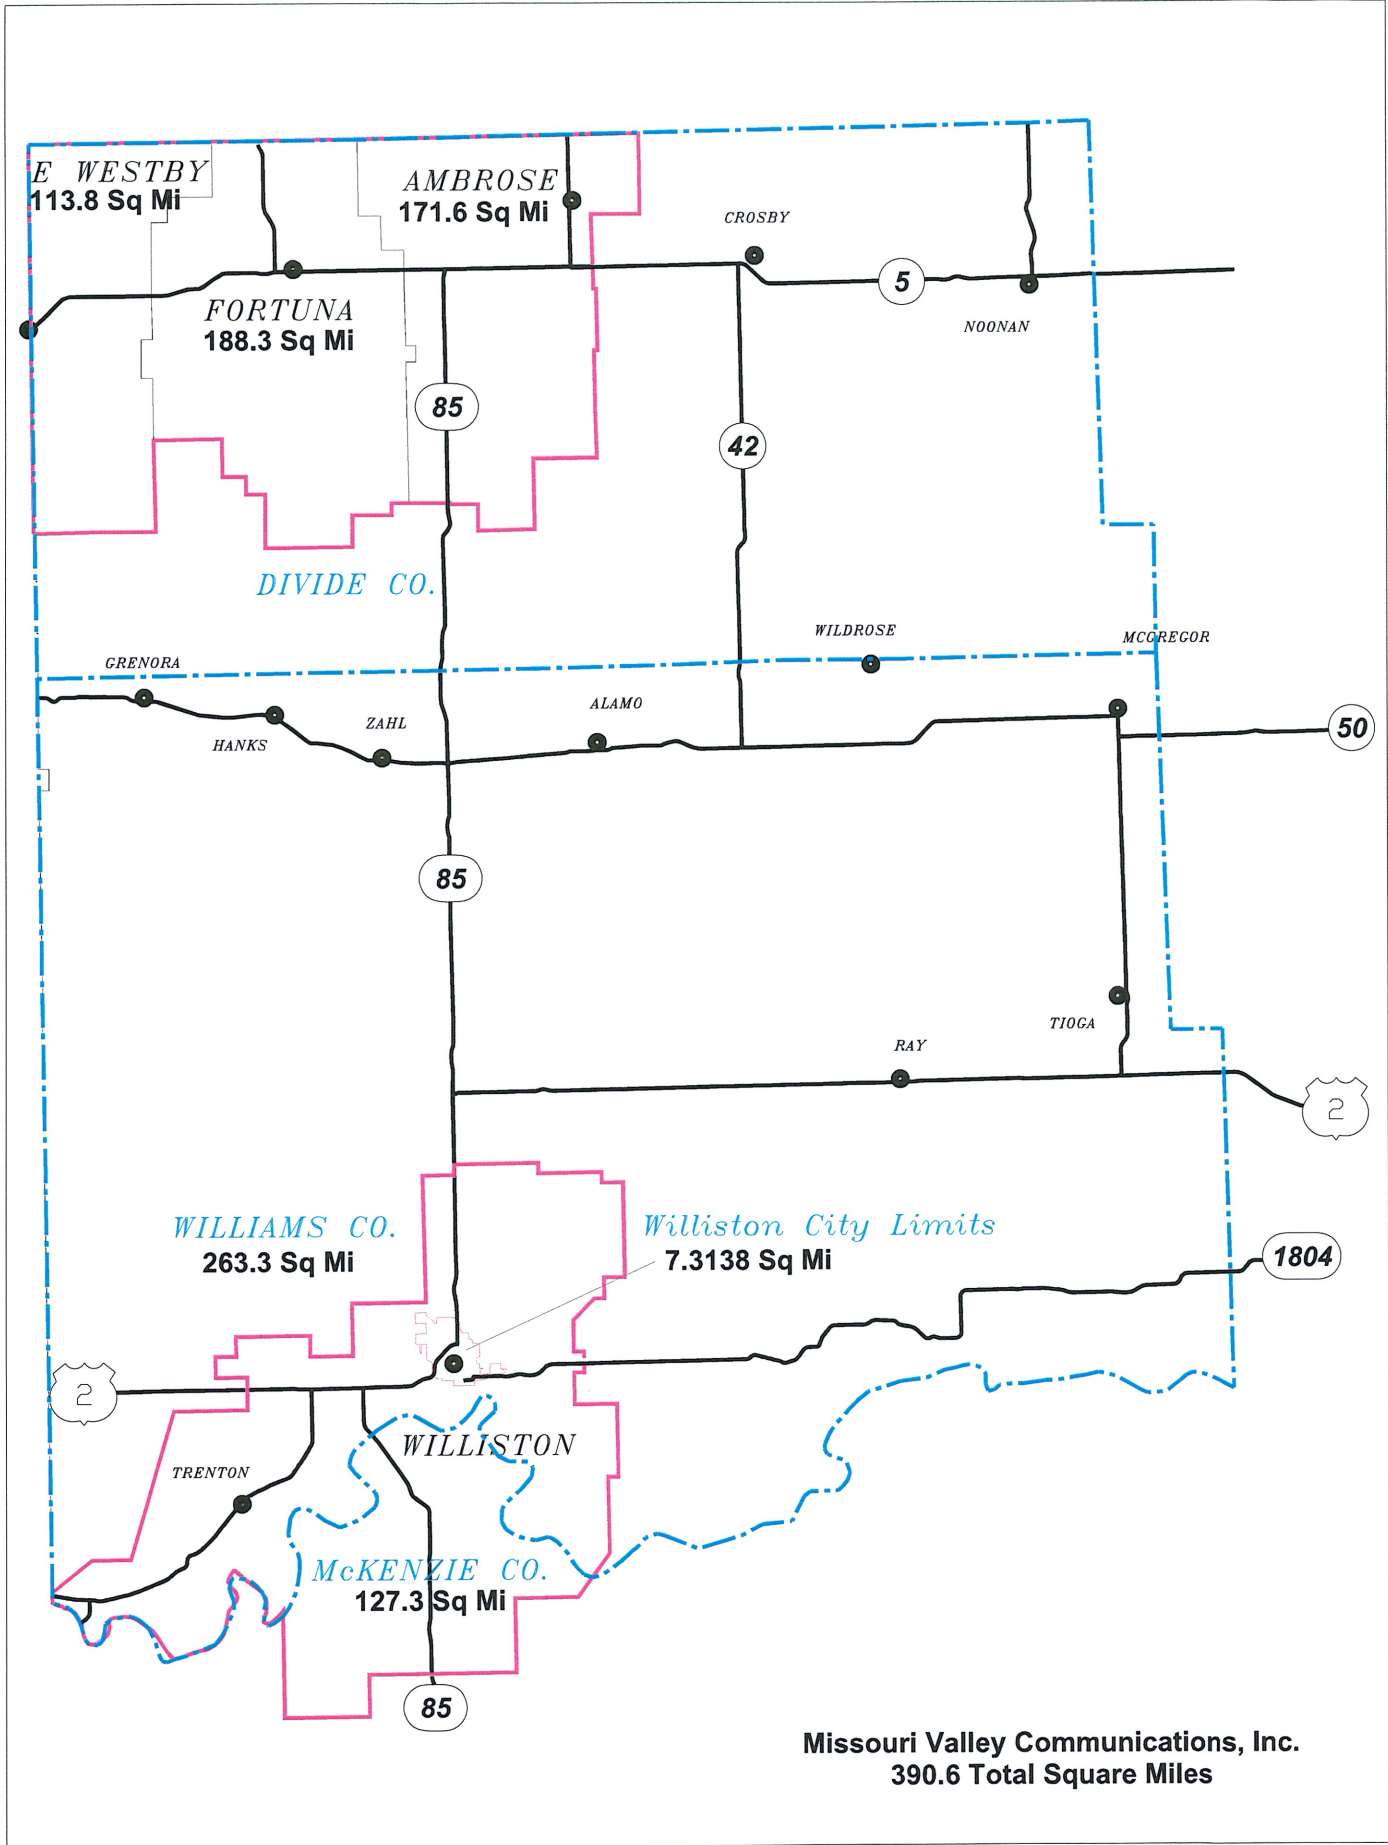 E WESTBY
113.8 Sq Mi
AMBROSE
171.6 Sq Mi
CROSBY
5
FORTUNA
188.3 Sq Mi
NOONAN
85
42
DIVIDE CO.
WILDROSE
MCGREGOR
GRENORA
ALAMO
ZAHL
HANKS
50
85
TIOGA
RAY
2
WILLIAMS CO.
263.3 Sq Mi
Williston City Limits
7.3138 Sq Mi
1804
2
WILLISTON
TRENTON
McKENZIE CO.
127.3 Sq Mi
85
Missouri Valley Communications, Inc.
390.6 Total Square Miles